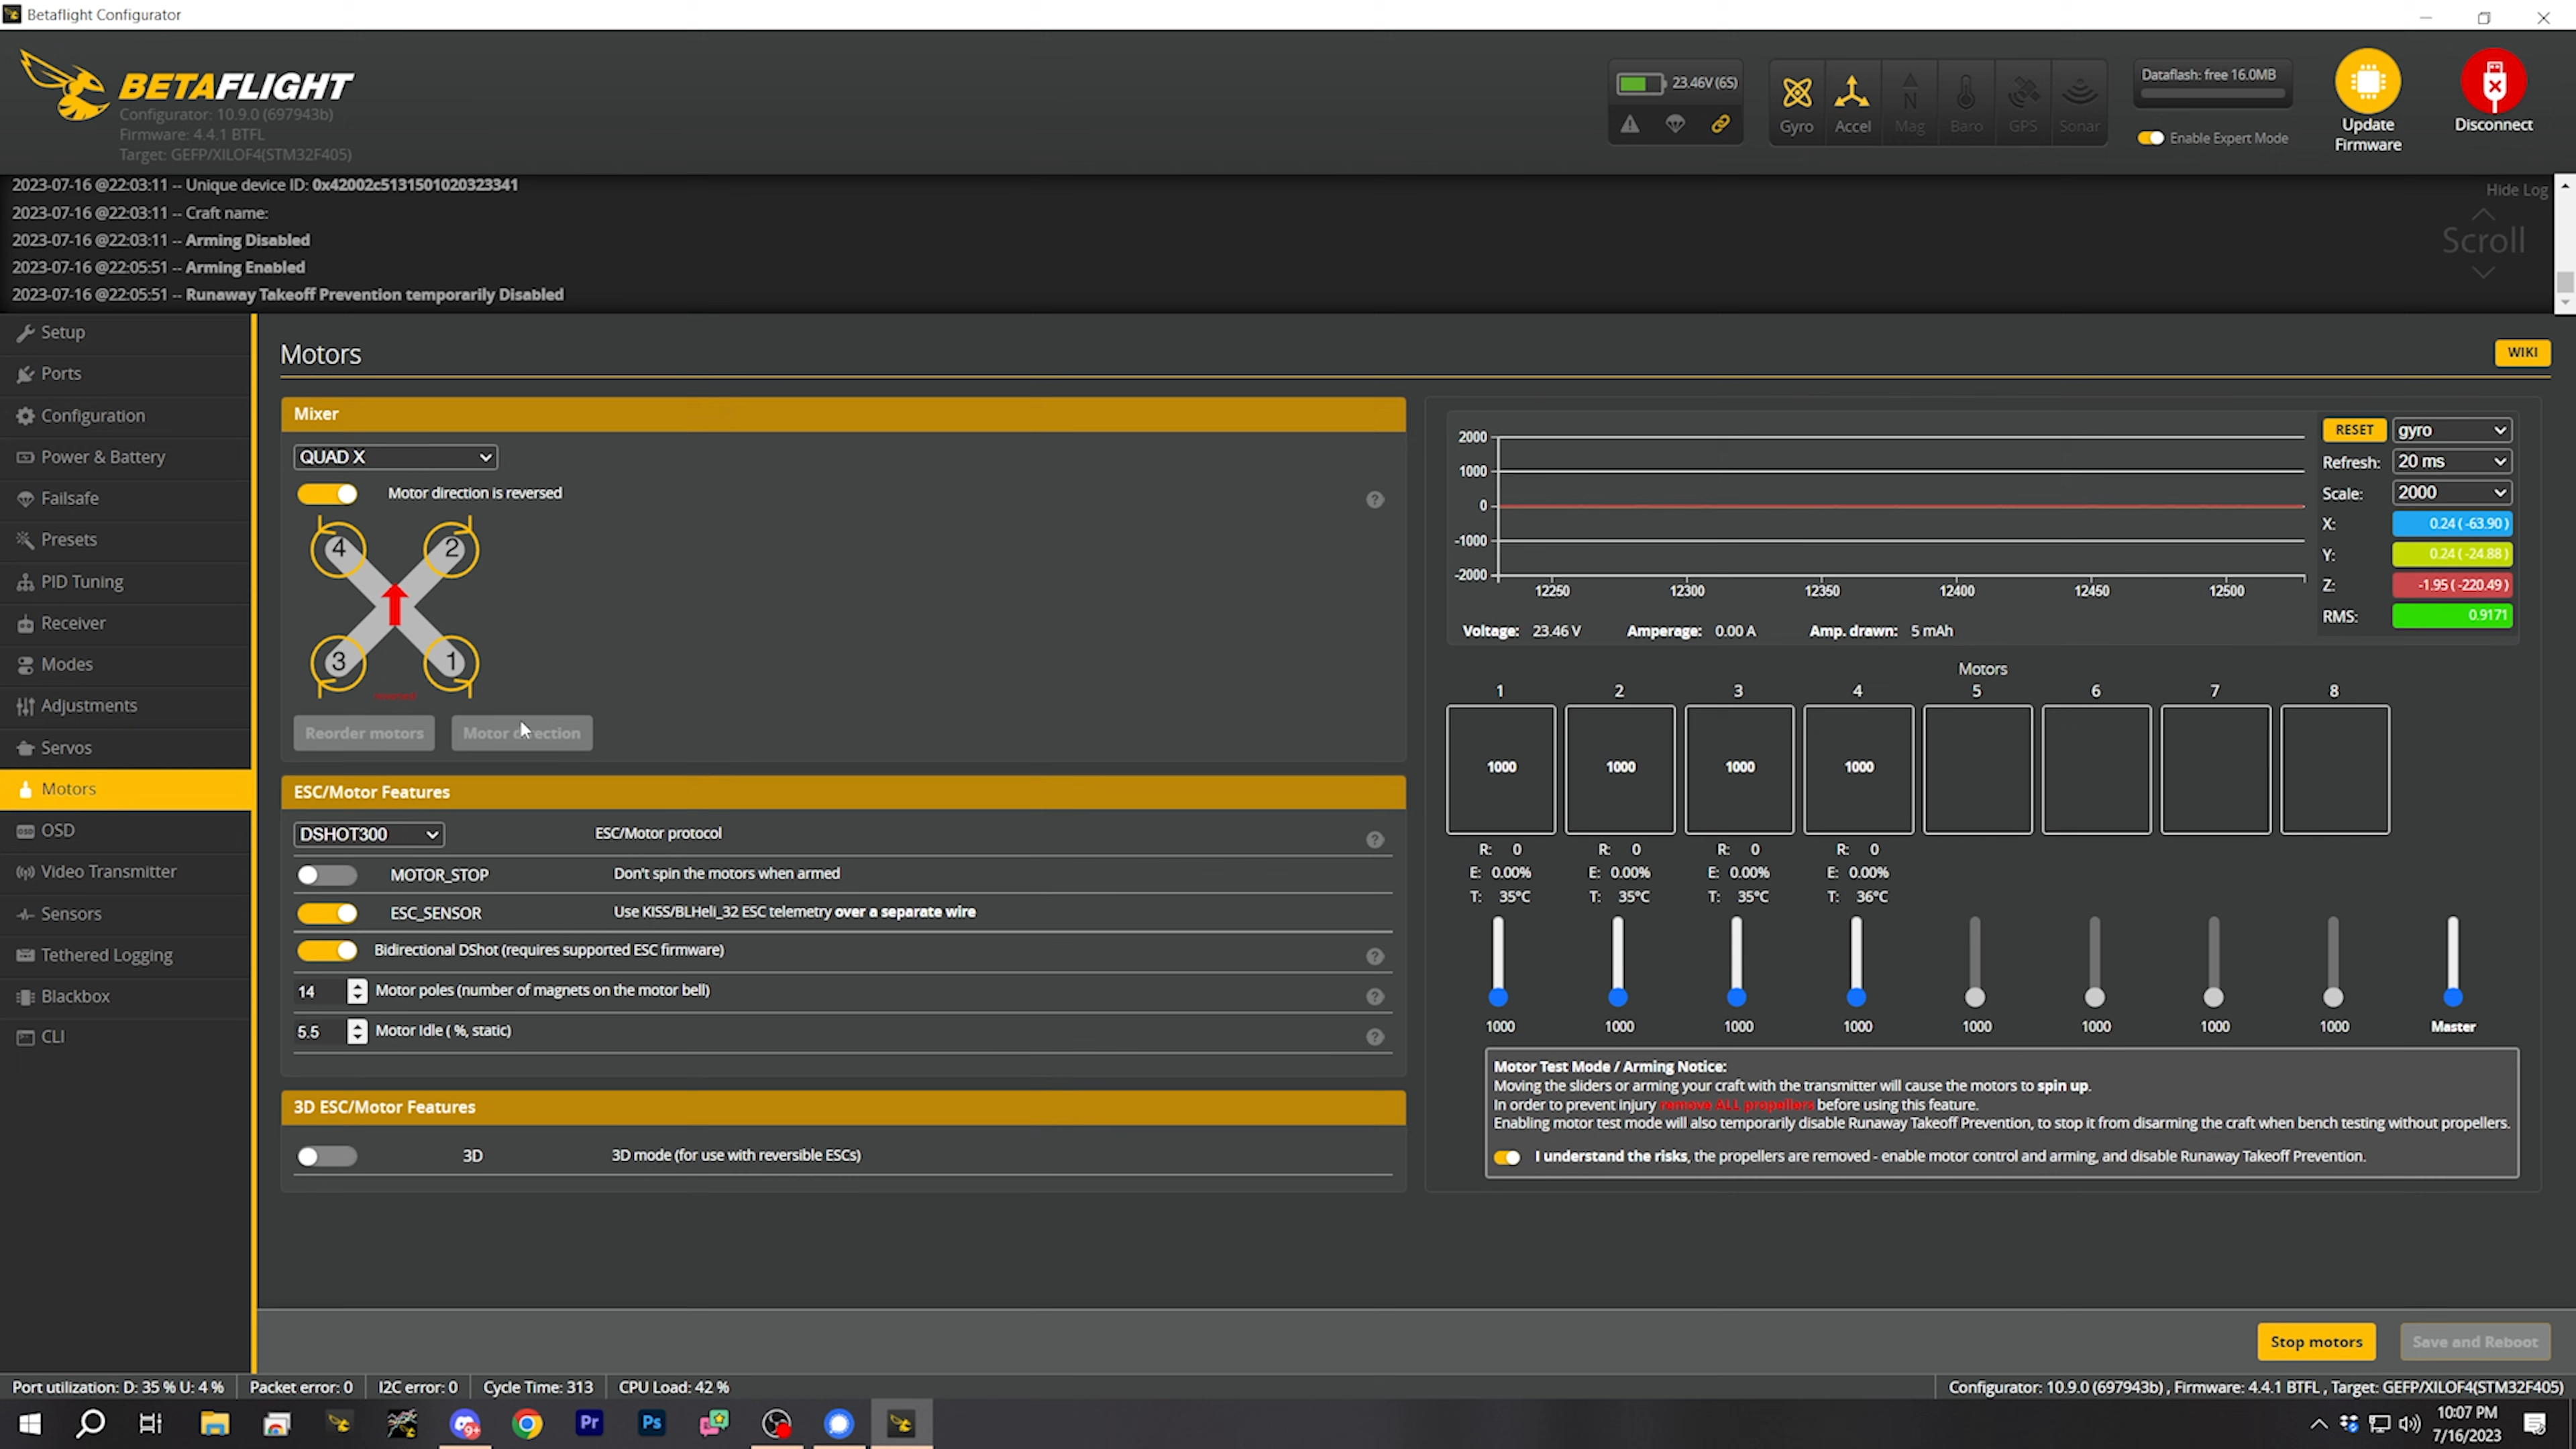 Betaflight Configurator
BETAFLIGHT
Configurator: 10.9.0 (697943b)
Firmware: 4.4.1 BTFL
Target: GEFP/XILOF4(STM32F405)
23.46V (6S)
Gyro Accel Mag Baro GPS Sonar
Dataflash: free 16.0MB
Enable Expert Mode
Update
Firmware
Disconnect
2023-07-16 @22:03:11 -- Unique device ID: 0x42002c5131501020323341
2023-07-16 @22:03:11 -- Craft name:
2023-07-16 @22:03:11 -- Arming Disabled
2023-07-16 @22:05:51 -- Arming Enabled
2023-07-16 @22:05:51 -- Runaway Takeoff Prevention temporarily Disabled
Hide Log
Scroll
Setup
Ports
Configuration
Power & Battery
Failsafe
Presets
PID Tuning
Receiver
Modes
Adjustments
Servos
Motors
OSD
Video Transmitter
Sensors
Tethered Logging
Blackbox
CLI
Motors
WIKI
Mixer
QUAD X
Motor direction is reversed
4 2
3 1
Reorder motors
Motor direction
ESC/Motor Features
DSHOT300 ESC/Motor protocol
MOTOR_STOP Don't spin the motors when armed
ESC_SENSOR Use KISS/BLHeli_32 ESC telemetry over a separate wire
Bidirectional DShot (requires supported ESC firmware)
14 Motor poles (number of magnets on the motor bell)
5.5 Motor Idle ( %, static)
3D ESC/Motor Features
3D 3D mode (for use with reversible ESCs)
2000
1000
0
-1000
-2000
12250 12300 12350 12400 12450 12500
RESET gyro
Refresh: 20 ms
Scale: 2000
X: 0.24 ( -63.90 )
Y: 0.24 ( -24.88 )
Z: -1.95 ( -220.49 )
RMS: 0.9171
Voltage: 23.46 V Amperage: 0.00 A Amp. drawn: 5 mAh
Motors
1 2 3 4 5 6 7 8
1000 1000 1000 1000
R: 0 R: 0 R: 0 R: 0
E: 0.00% E: 0.00% E: 0.00% E: 0.00%
T: 35°C T: 35°C T: 35°C T: 36°C
1000 1000 1000 1000 1000 1000 1000 1000 Master
Motor Test Mode / Arming Notice:
Moving the sliders or arming your craft with the transmitter will cause the motors to spin up.
In order to prevent injury remove ALL propellers before using this feature.
Enabling motor test mode will also temporarily disable Runaway Takeoff Prevention, to stop it from disarming the craft when bench testing without propellers.
I understand the risks, the propellers are removed - enable motor control and arming, and disable Runaway Takeoff Prevention.
Stop motors
Save and Reboot
Port utilization: D: 35 % U: 4 % Packet error: 0 I2C error: 0 Cycle Time: 313 CPU Load: 42 %
Configurator: 10.9.0 (697943b) , Firmware: 4.4.1 BTFL , Target: GEFP/XILOF4(STM32F405)
9+
Pr
Ps
10:07 PM
7/16/2023